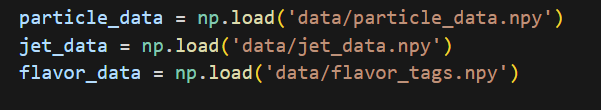 particle_data = np.load('data/particle_data.npy')
jet_data = np.load('data/jet_data.npy')
flavor_data = np.load('data/flavor_tags.npy')